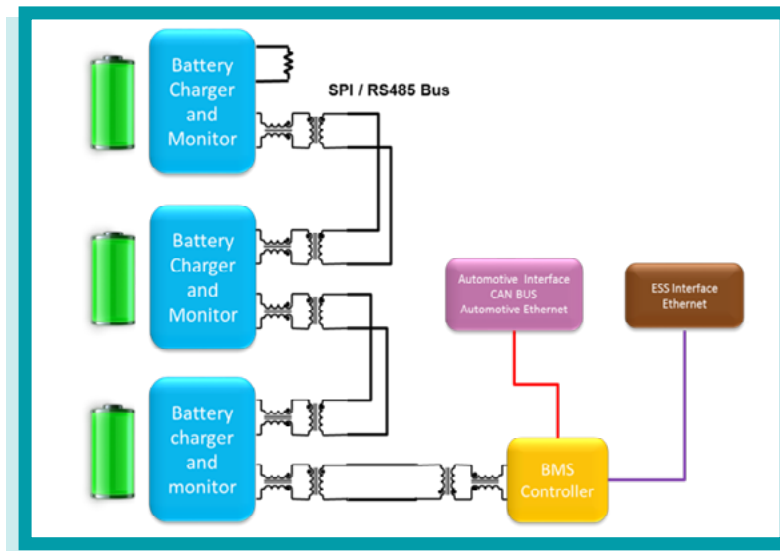 Battery
Charger
and
Monitor
SPI / RS485 Bus
Battery
Charger
and
Monitor
Automotive Interface
CAN BUS
Automotive Ethernet
ESS Interface
Ethernet
Battery
charger
and
monitor
BMS
Controller